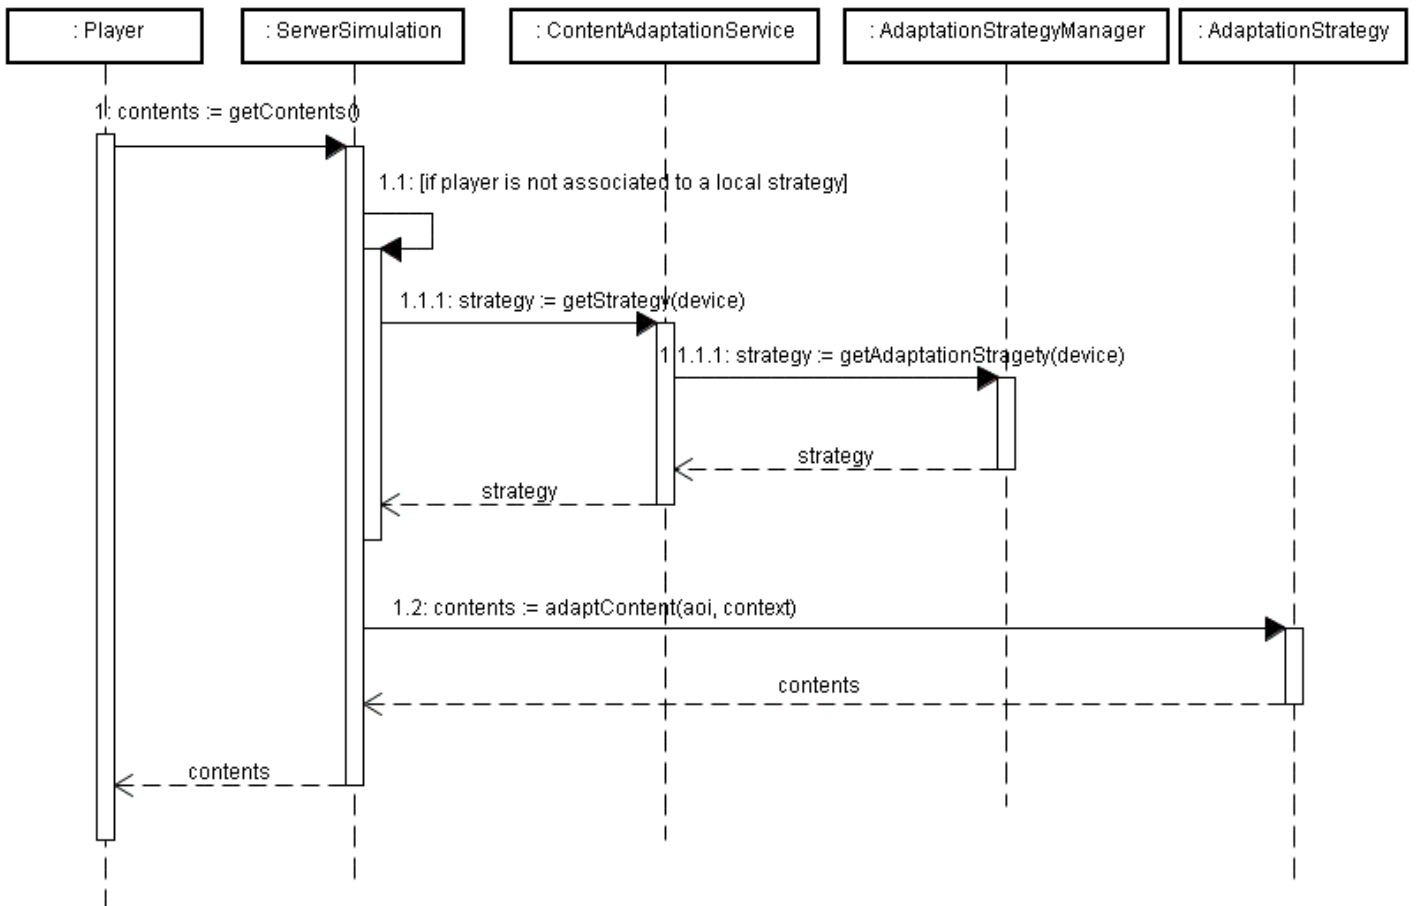 : Player
: ServerSimulation
: ContentAdaptationService
: AdaptationStrategyManager
: AdaptationStrategy
1: contents := getContents()
1.1: [if player is not associated to a local strategy]
1.1.1: strategy := getStrategy(device)
1.1.1.1: strategy := getAdaptationStragety(device)
strategy
strategy
1.2: contents := adaptContent(aoi, context)
contents
contents